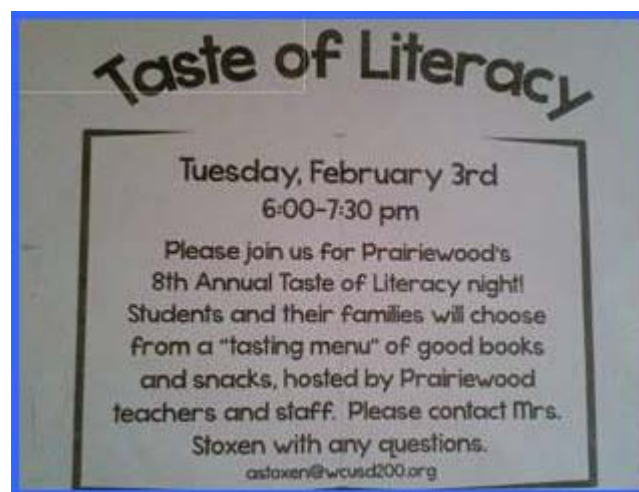 Taste of Literacy
Tuesday, February 3rd
6:00-7:30 pm
Please join us for Prairiewood's
8th Annual Taste of Literacy night!
Students and their families will choose
from a "tasting menu" of good books
and snacks, hosted by Prairiewood
teachers and staff. Please contact Mrs.
Stoxen with any questions.
astoxen@wcusd200.org